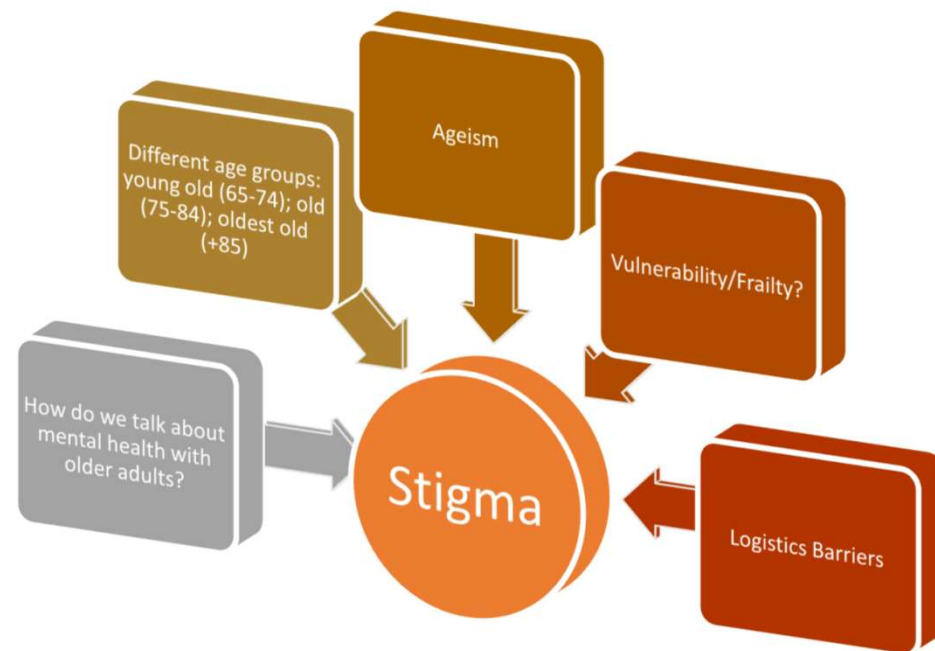 Ageism
Different age groups:
young old (65-74); old
(75-84); oldest old
(+85)
Vulnerability/Frailty?
How do we talk about
mental health with
older adults?
Stigma
Logistics Barriers